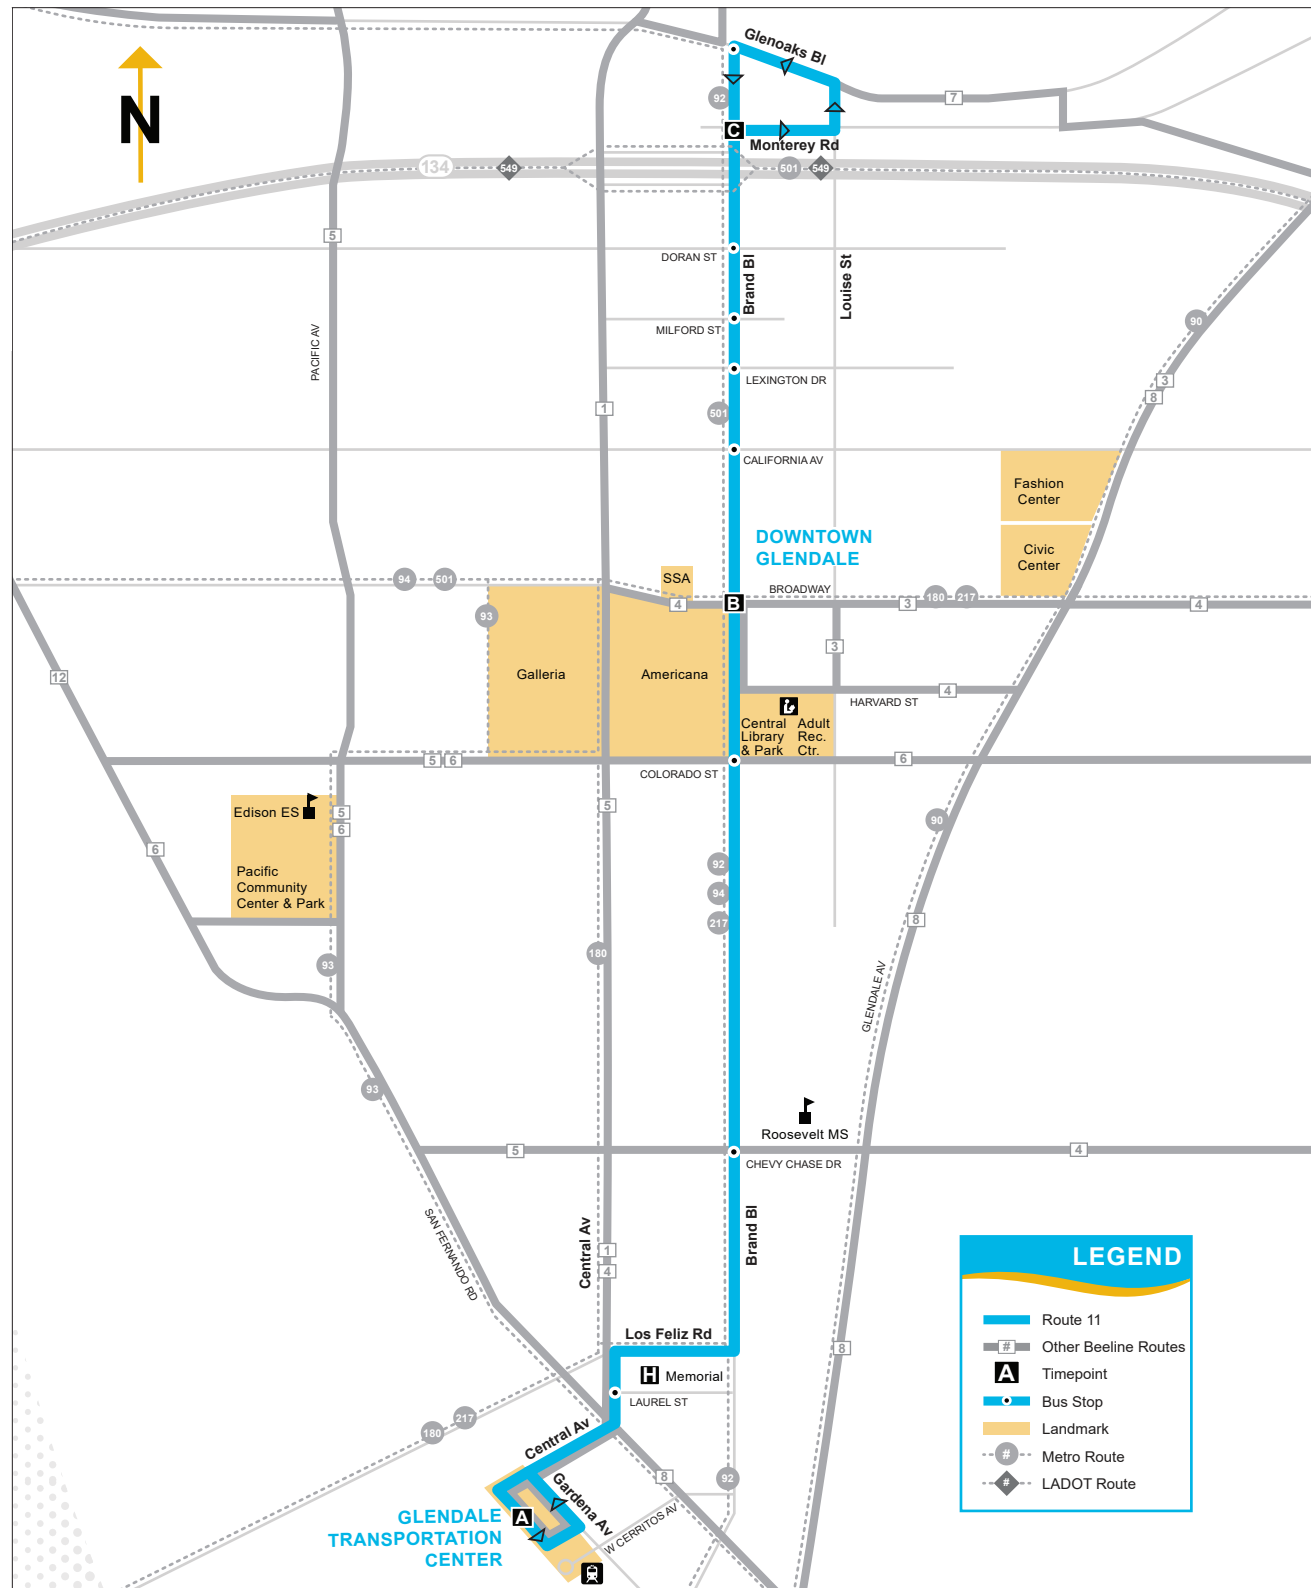 Glenoaks Bl
N
92
7
C
Monterey Rd
134
549
501
549
5
DORAN ST
Brand Bl
Louise St
MILFORD ST
90
PACIFIC AV
LEXINGTON DR
3
8
1
501
CALIFORNIA AV
Fashion
Center
DOWNTOWN
GLENDALE
Civic
Center
94
501
SSA
BROADWAY
180
217
4
B
3
4
93
3
12
Galleria
Americana
4
HARVARD ST
Central
Library
& Park
Adult
Rec.
Ctr.
5
6
6
COLORADO ST
Edison ES
5
5
6
90
6
92
Pacific
Community
Center & Park
94
217
8
180
93
GLENDALE AV
93
Roosevelt MS
5
4
CHEVY CHASE DR
SAN FERNANDO RD
Central Av
1
4
Brand Bl
Los Feliz Rd
8
H Memorial
LAUREL ST
180
217
Central Av
8
92
Gardena Av
A
W CERRITOS AV
GLENDALE
TRANSPORTATION
CENTER
LEGEND
Route 11
# Other Beeline Routes
A Timepoint
Bus Stop
Landmark
# Metro Route
# LADOT Route